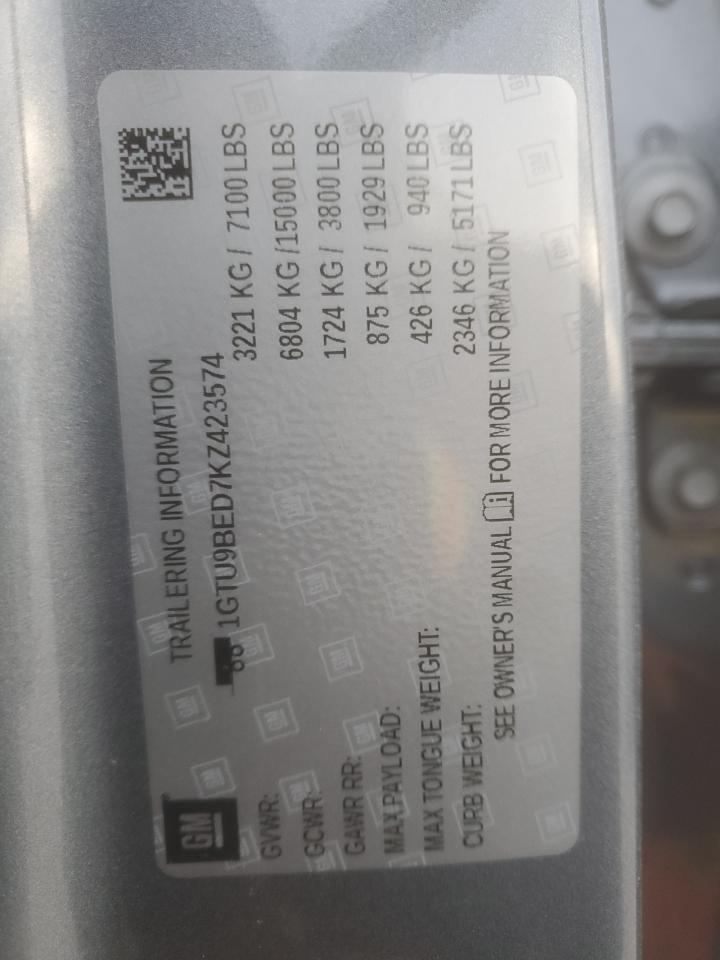 TRAILERING INFORMATION
GM
1GTU9BED7KZ423574
GVWR: 3221 KG / 7100 LBS
GCWR: 6804 KG /15000 LBS
GAWR RR: 1724 KG / 3800 LBS
MAX PAYLOAD: 875 KG / 1929 LBS
MAX TONGUE WEIGHT: 426 KG / 940 LBS
CURB WEIGHT: 2346 KG / 5171 LBS
SEE OWNER'S MANUAL FOR MORE INFORMATION